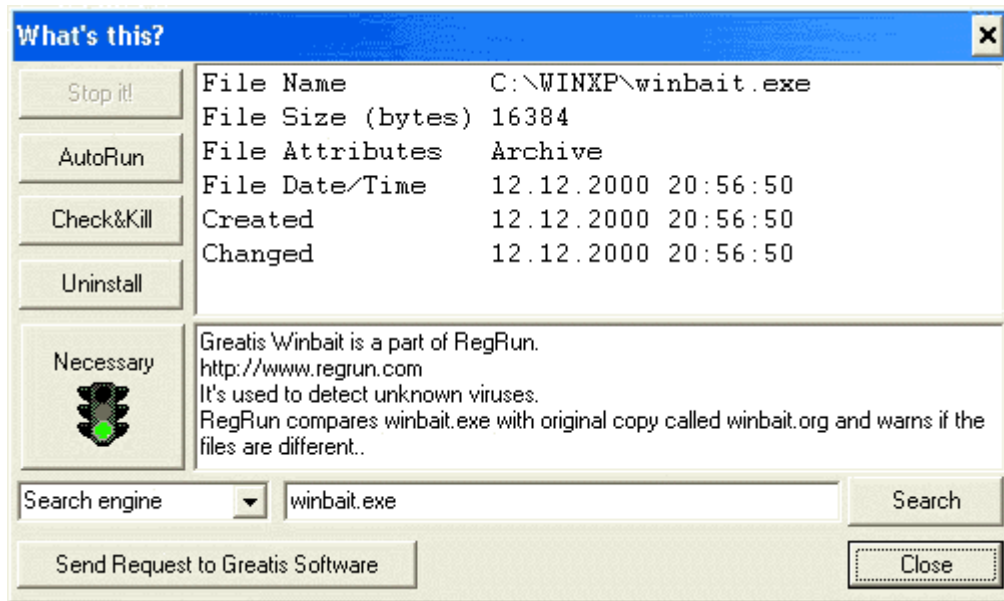 What's this?
Stop it!
AutoRun
Check&Kill
Uninstall
File Name C:\WINXP\winbait.exe
File Size (bytes) 16384
File Attributes Archive
File Date/Time 12.12.2000 20:56:50
Created 12.12.2000 20:56:50
Changed 12.12.2000 20:56:50
Necessary
Greatis Winbait is a part of RegRun.
http://www.regrun.com
It's used to detect unknown viruses.
RegRun compares winbait.exe with original copy called winbait.org and warns if the
files are different..
Search engine winbait.exe Search
Send Request to Greatis Software Close